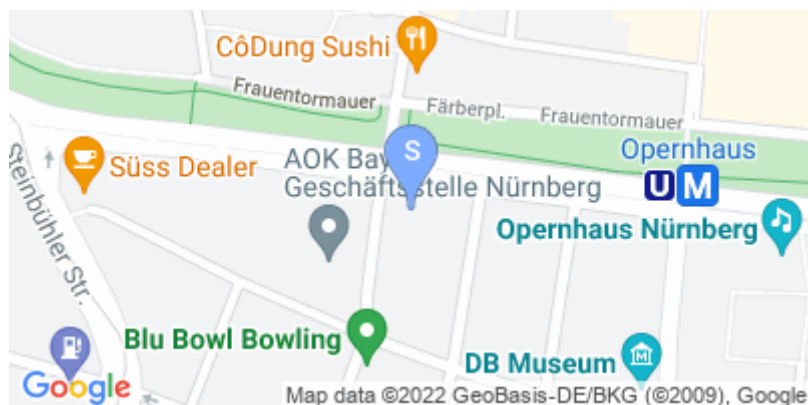 CôDung Sushi
Frauentormauer
Färberpl.
Frauentormauer
S
Opernhaus
U M
Süss Dealer
AOK Bay
Geschäftsstelle Nürnberg
Steinbühler Str.
Opernhaus Nürnberg
Blu Bowl Bowling
DB Museum
Google
Map data ©2022 GeoBasis-DE/BKG (©2009), Google